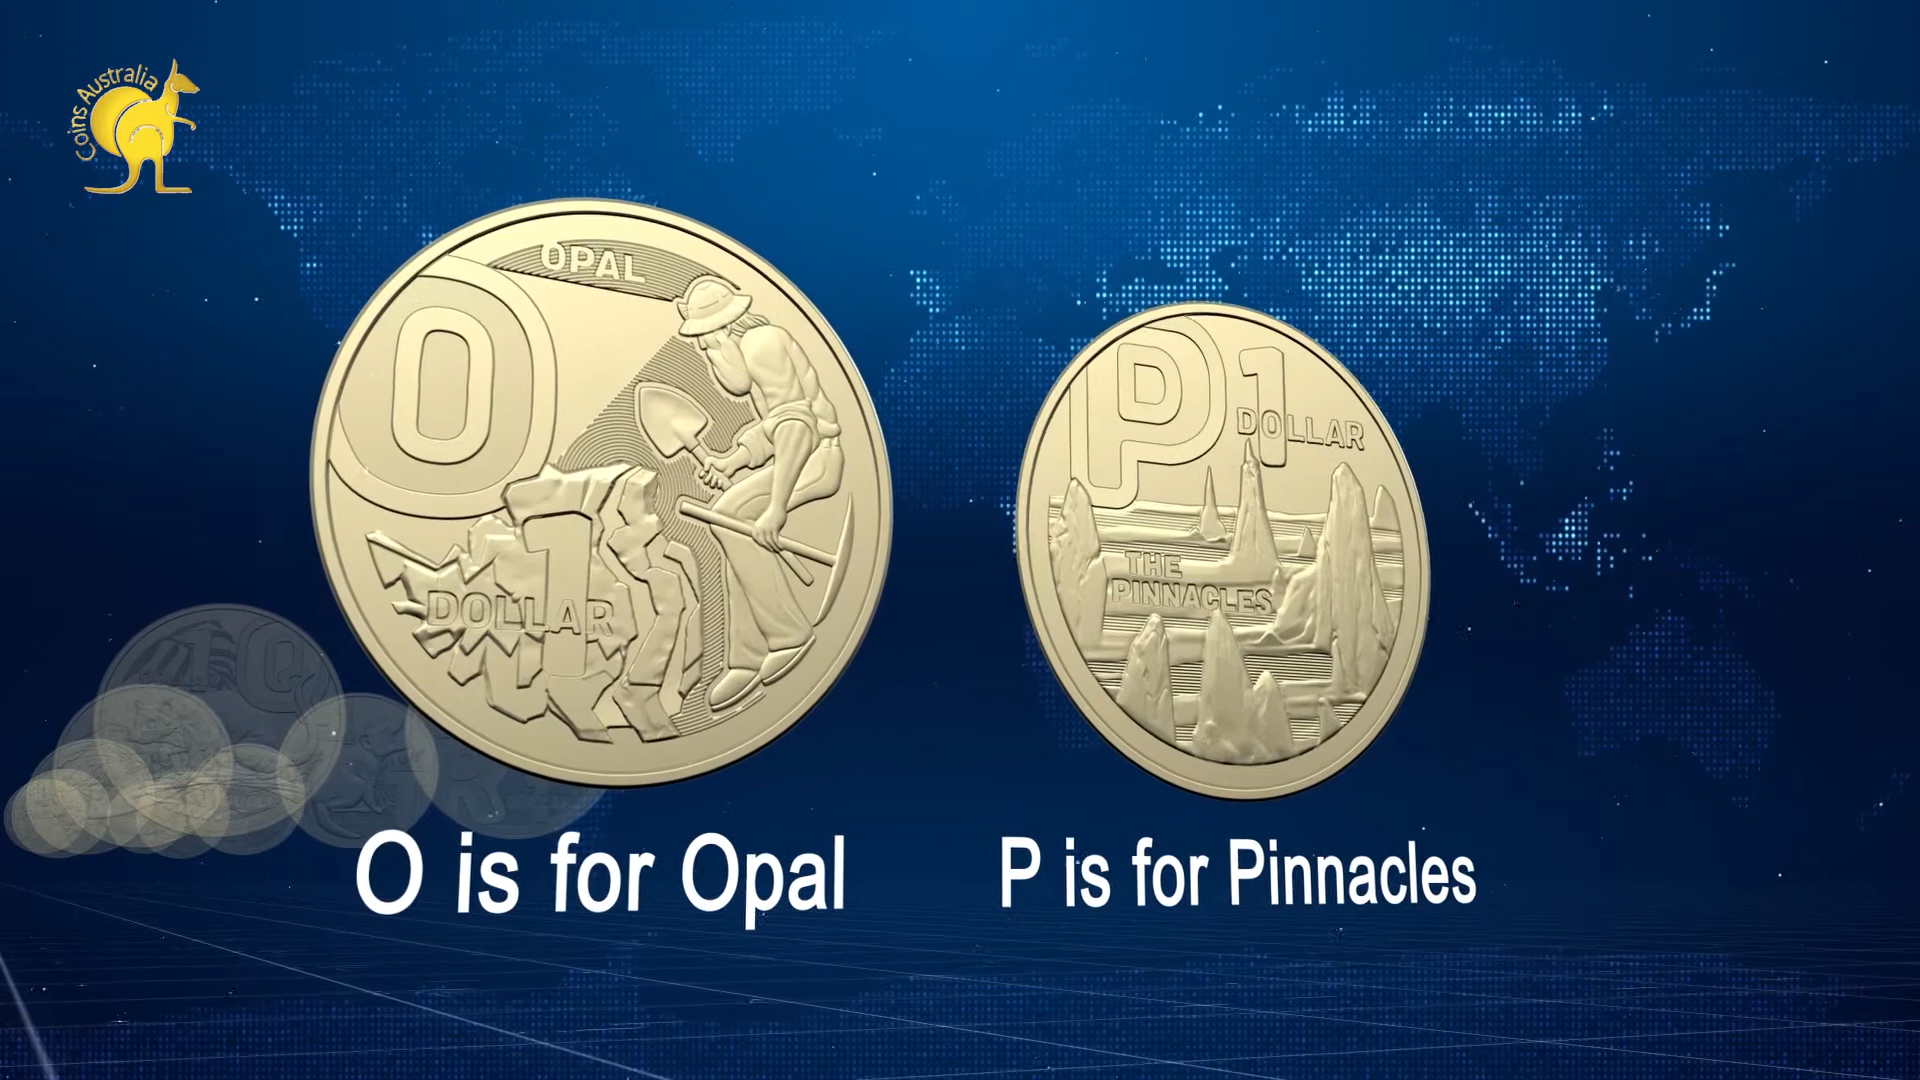 Coins Australia
OPAL
O
1
DOLLAR
P 1
DOLLAR
THE
PINNACLES
Q
R
O is for Opal
P is for Pinnacles